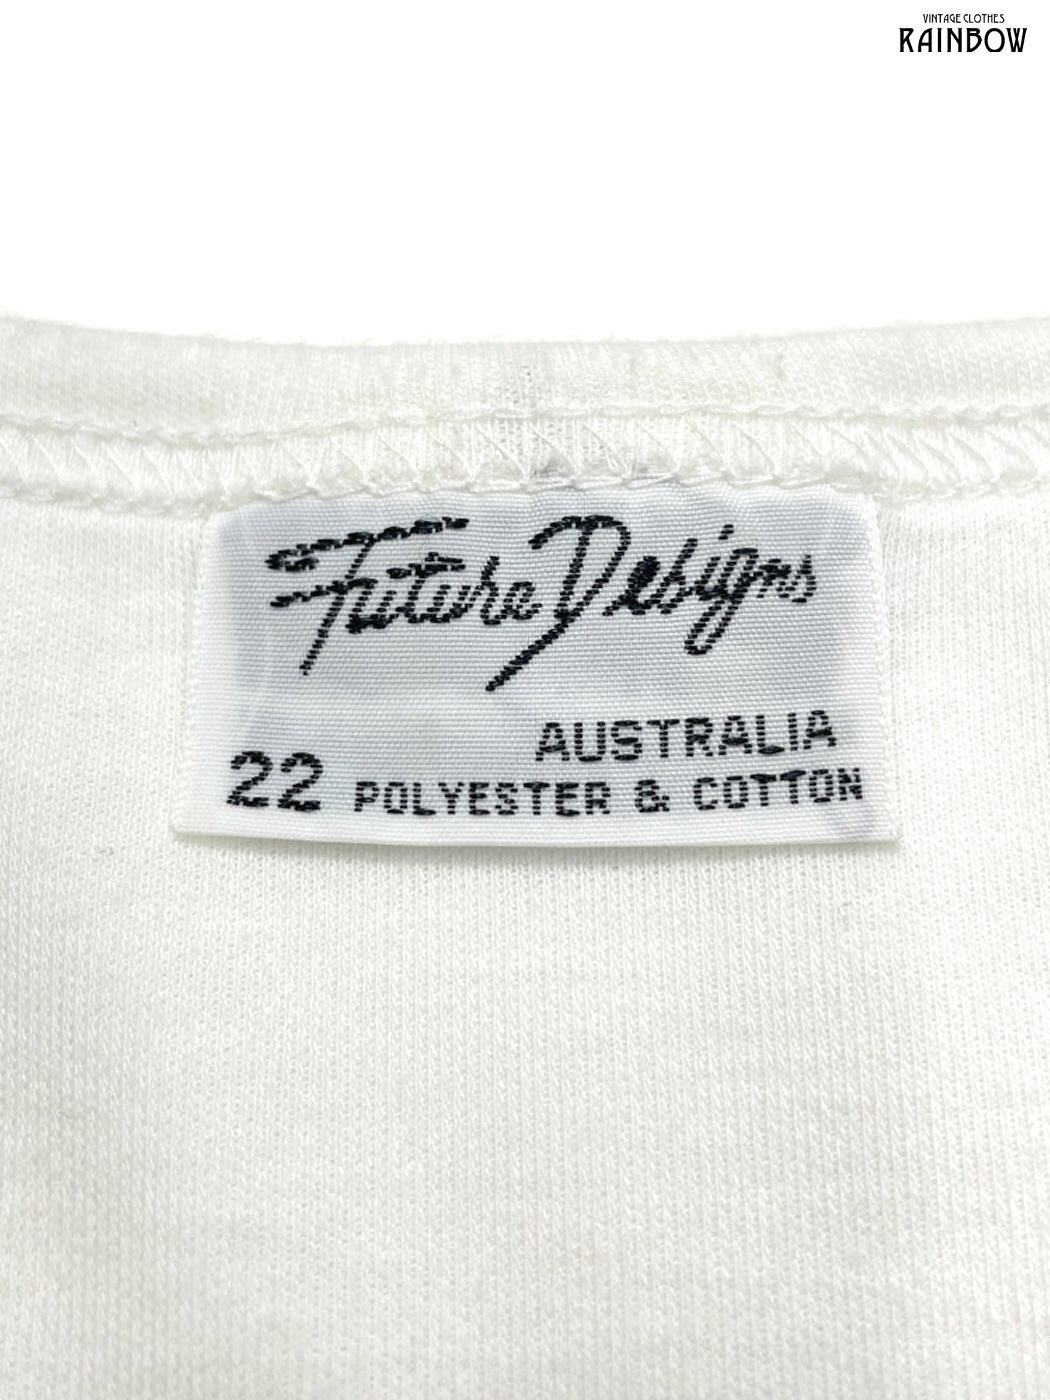 VINTAGE CLOTHES
RAINBOW
Future Designs
AUSTRALIA
22 POLYESTER & COTTON